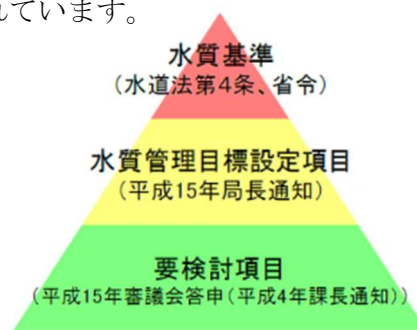 れています。
水質基準
（水道法第4条、省令）
水質管理目標設定項目
（平成15年局長通知）
要検討項目
（平成15年審議会答申（平成4年課長通知））